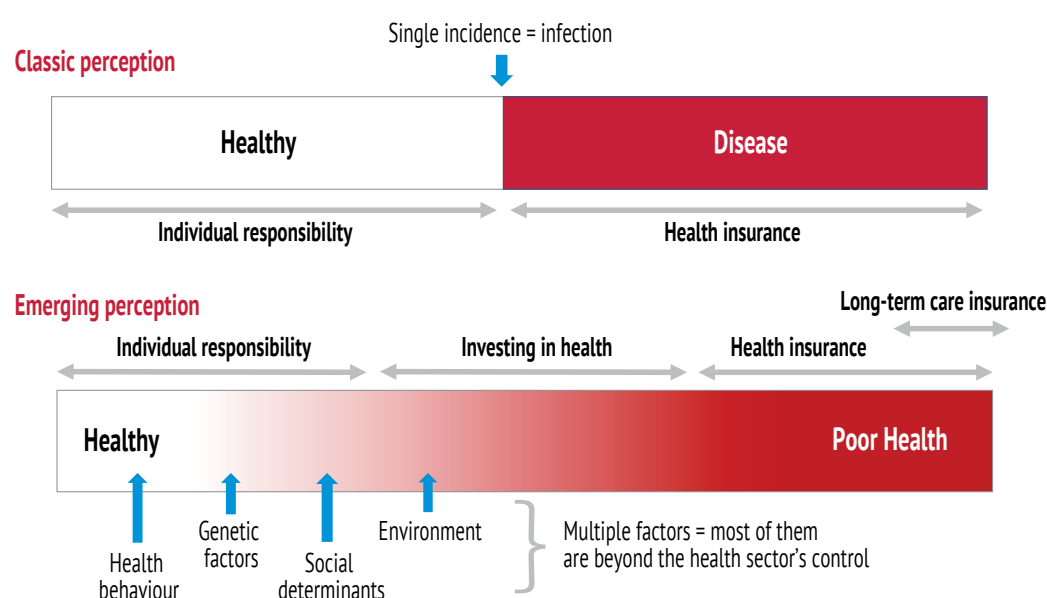 Single incidence = infection
Classic perception
Healthy
Disease
Individual responsibility
Health insurance
Emerging perception
Long-term care insurance
Individual responsibility
Investing in health
Health insurance
Healthy
Poor Health
Health
behaviour
Genetic
factors
Social
determinants
Environment
Multiple factors = most of them
are beyond the health sector's control